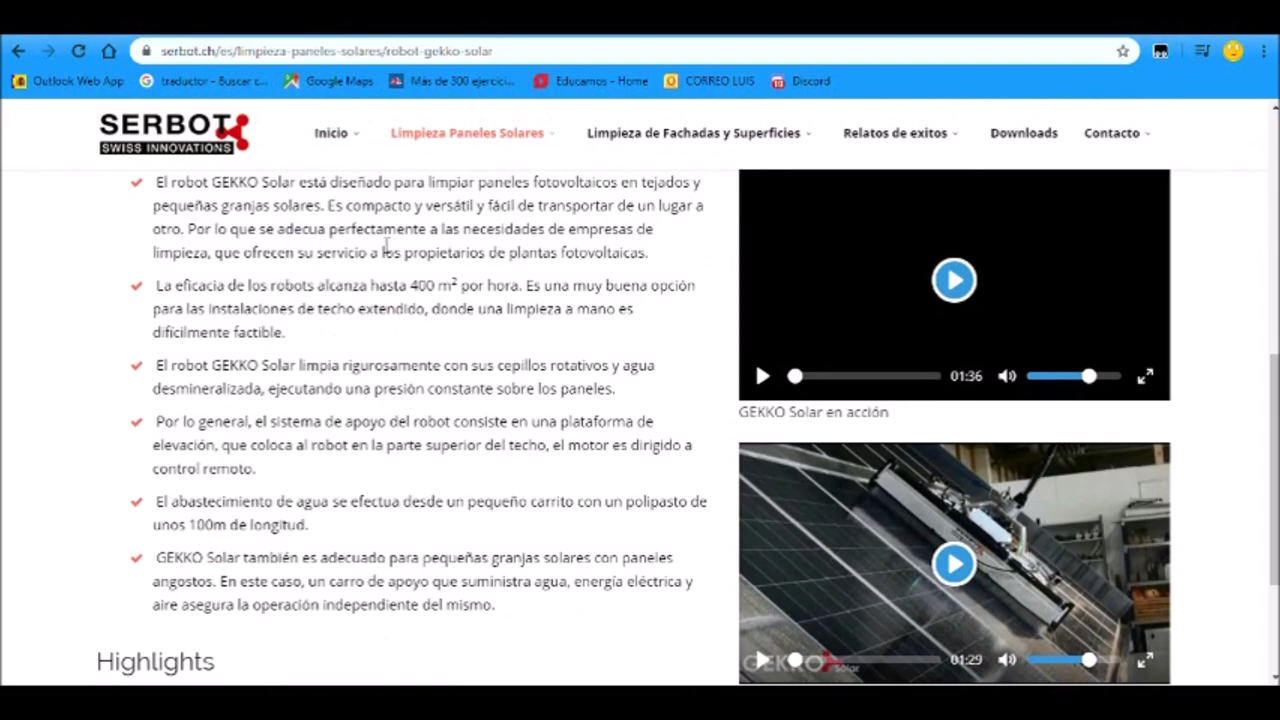 serbot.ch/es/limpieza-paneles-solares/robot-gekko-solar
Outlook Web App
traductor - Buscar c...
Google Maps
Más de 300 ejercici...
Educamos - Home
CORREO LUIS
Discord
SERBOT
SWISS INNOVATIONS
Inicio
Limpieza Paneles Solares
Limpieza de Fachadas y Superficies
Relatos de exitos
Downloads
Contacto
El robot GEKKO Solar está diseñado para limpiar paneles fotovoltaicos en tejados y
pequeñas granjas solares. Es compacto y versátil y fácil de transportar de un lugar a
otro. Por lo que se adecua perfectamente a las necesidades de empresas de
limpieza, que ofrecen su servicio a los propietarios de plantas fotovoltaicas.
La eficacia de los robots alcanza hasta 400 m² por hora. Es una muy buena opción
para las instalaciones de techo extendido, donde una limpieza a mano es
difícilmente factible.
El robot GEKKO Solar limpia rigurosamente con sus cepillos rotativos y agua
desmineralizada, ejecutando una presión constante sobre los paneles.
Por lo general, el sistema de apoyo del robot consiste en una plataforma de
elevación, que coloca al robot en la parte superior del techo, el motor es dirigido a
control remoto.
El abastecimiento de agua se efectua desde un pequeño carrito con un polipasto de
unos 100m de longitud.
GEKKO Solar también es adecuado para pequeñas granjas solares con paneles
angostos. En este caso, un carro de apoyo que suministra agua, energía eléctrica y
aire asegura la operación independiente del mismo.
Highlights
01:36
GEKKO Solar en acción
GEKKO Solar
01:29